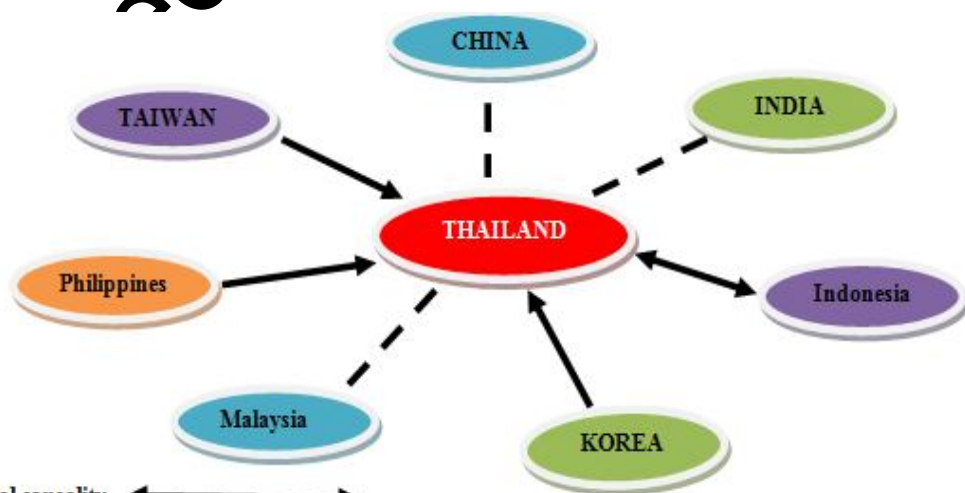 CHINA
INDIA
TAIWAN
THAILAND
Philippines
Indonesia
Malaysia
KOREA